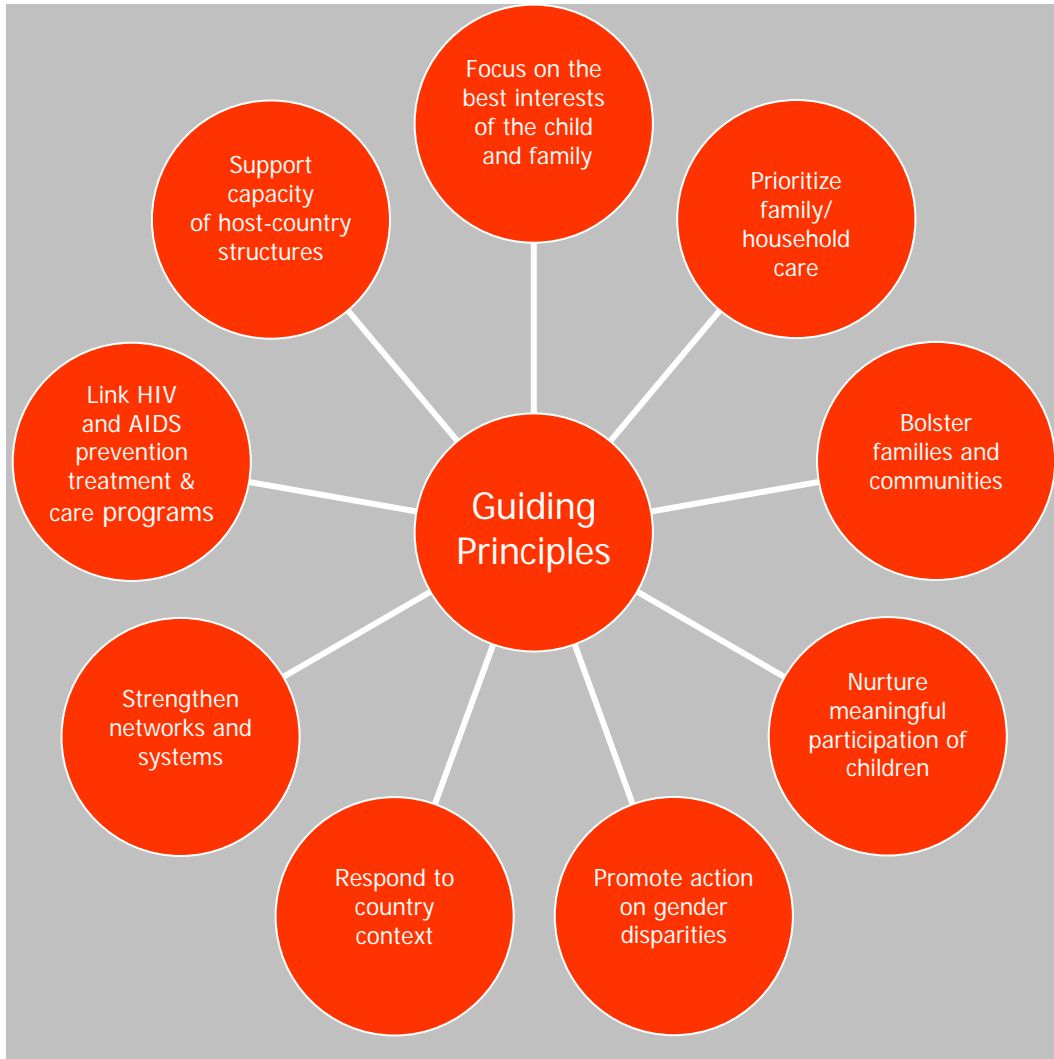 Focus on the
best interests
of the child
and family
Prioritize
family/
household
care
Bolster
families and
communities
Nurture
meaningful
participation of
children
Promote action
on gender
disparities
Respond to
country
context
Strengthen
networks and
systems
Link HIV
and AIDS
prevention
treatment &
care programs
Support
capacity
of host-country
structures
Guiding
Principles